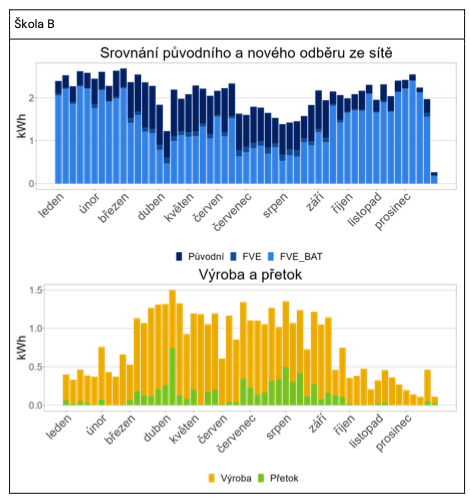 Škola B
Srovnání původního a nového odběru ze sítě
kWh
2
1
0
leden
únor
březen
duben
květen
červen
červenec
srpen
září
říjen
listopad
prosinec
Původní FVE FVE_BAT
Výroba a přetok
kWh
1.5
1.0
0.5
0.0
leden
únor
březen
duben
květen
červen
červenec
srpen
září
říjen
listopad
prosinec
Výroba Přetok